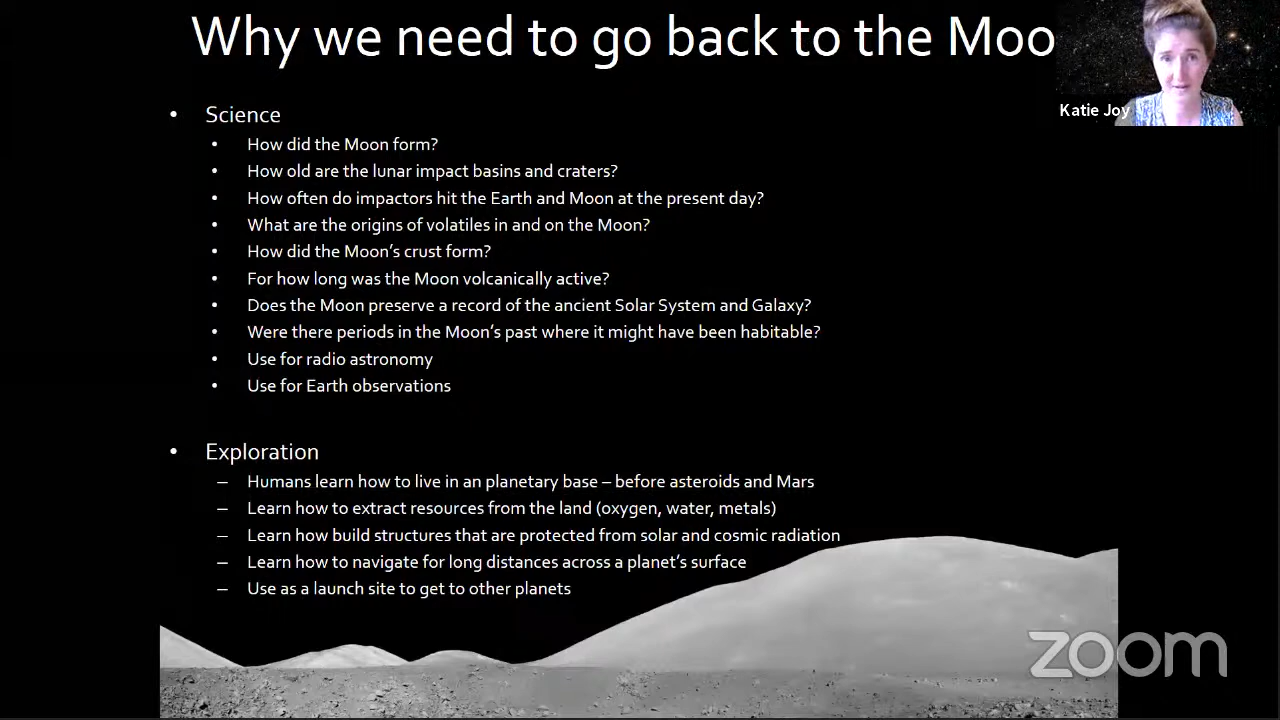 Why we need to go back to the Moo
Katie Joy
• Science
• How did the Moon form?
• How old are the lunar impact basins and craters?
• How often do impactors hit the Earth and Moon at the present day?
• What are the origins of volatiles in and on the Moon?
• How did the Moon's crust form?
• For how long was the Moon volcanically active?
• Does the Moon preserve a record of the ancient Solar System and Galaxy?
• Were there periods in the Moon's past where it might have been habitable?
• Use for radio astronomy
• Use for Earth observations
• Exploration
– Humans learn how to live in an planetary base – before asteroids and Mars
– Learn how to extract resources from the land (oxygen, water, metals)
– Learn how build structures that are protected from solar and cosmic radiation
– Learn how to navigate for long distances across a planet's surface
– Use as a launch site to get to other planets
zoom